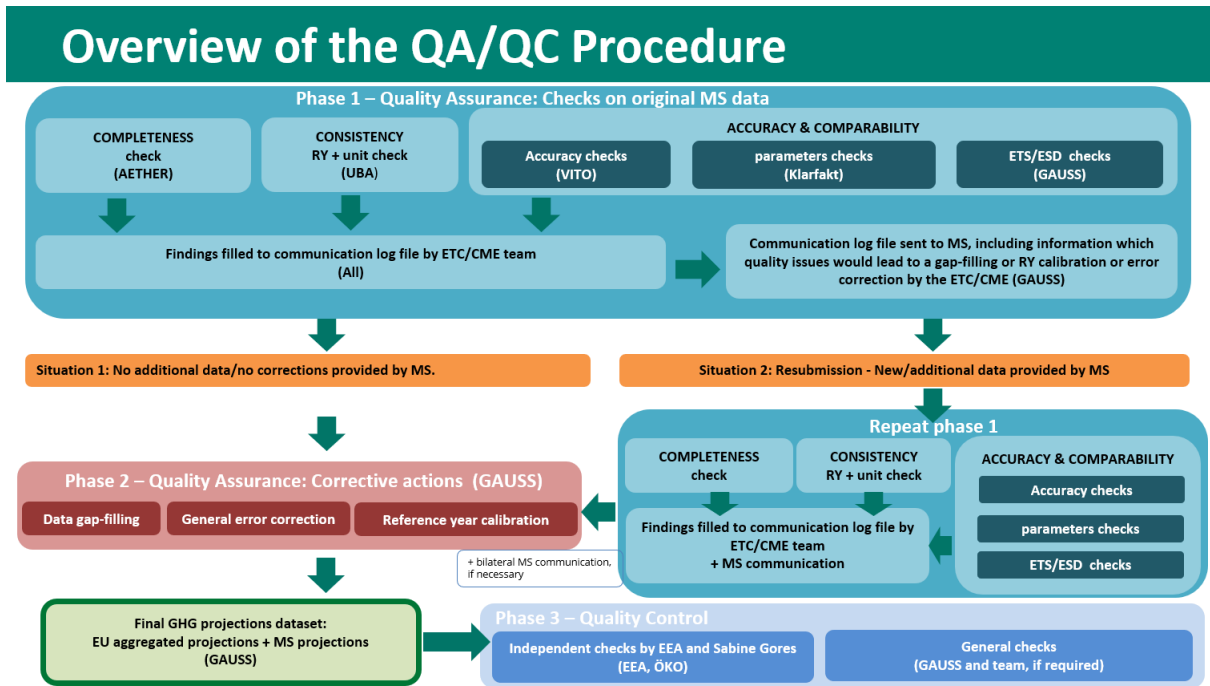 Overview of the QA/QC Procedure
Phase 1 – Quality Assurance: Checks on original MS data
COMPLETENESS
check
(AETHER)
CONSISTENCY
RY + unit check
(UBA)
ACCURACY & COMPARABILITY
Accuracy checks
(VITO)
parameters checks
(Klarfakt)
ETS/ESD checks
(GAUSS)
Findings filled to communication log file by ETC/CME team
(All)
Communication log file sent to MS, including information which
quality issues would lead to a gap-filling or RY calibration or error
correction by the ETC/CME (GAUSS)
Situation 1: No additional data/no corrections provided by MS.
Situation 2: Resubmission - New/additional data provided by MS
Repeat phase 1
COMPLETENESS
check
CONSISTENCY
RY + unit check
ACCURACY & COMPARABILITY
Accuracy checks
parameters checks
ETS/ESD checks
Findings filled to communication log file by
ETC/CME team
+ MS communication
Phase 2 – Quality Assurance: Corrective actions (GAUSS)
Data gap-filling
General error correction
Reference year calibration
+ bilateral MS communication,
if necessary
Final GHG projections dataset:
EU aggregated projections + MS projections
(GAUSS)
Phase 3 – Quality Control
Independent checks by EEA and Sabine Gores
(EEA, ÖKO)
General checks
(GAUSS and team, if required)